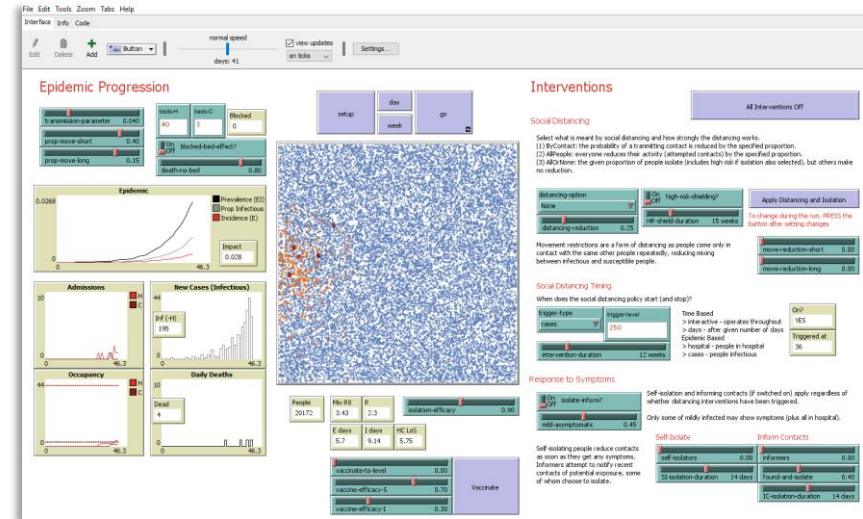 File Edit Tools Zoom Tabs Help
Interface Info Code
Edit Delete Add
Button
normal speed
days: 41
view updates
on ticks
Settings...
Epidemic Progression
transmission-parameter 0.040
prop-move-short 0.40
prop-move-long 0.15
beds-H
40
beds-C
3
Blocked
0
On
Off
blocked-bed-effect?
death-no-bed 0.80
Epidemic
0.0268
0
0 46.3
Prevalence (EI)
Prop Infectious
Incidence (E)
Impact
0.028
Admissions
10
0
0 46.3
H
C
New Cases (Infectious)
44
0
0 46.3
Inf (-H)
195
Occupancy
44
0
0 46.3
H
C
Daily Deaths
10
0
0 46.3
Dead
4
setup
day
week
go
People
20172
Mix R0
3.43
R
2.3
E days
5.7
I days
9.14
HC LoS
5.75
isolation-efficacy 0.90
vaccinate-to-level 0.00
vaccine-efficacy-S 0.70
vaccine-efficacy-I 0.30
Vaccinate
Interventions
All Interventions Off
Social Distancing
Select what is meant by social distancing and how strongly the distancing works.
(1) ByContact: the probability of a transmitting contact is reduced by the specified proportion.
(2) AllPeople: everyone reduces their activity (attempted contacts) by the specified proportion.
(3) AllOrNone: the given proportion of people isolate (includes high risk if isolation also selected), but others make
no reduction.
distancing-option
None
distancing-reduction 0.25
On
Off
high-risk-shielding?
HR-shield-duration 15 weeks
Apply Distancing and Isolation
To change during the run, PRESS the
button after setting changes
Movement restrictions are a form of distancing as people come only in
contact with the same other people repeatedly, reducing mixing
between infectious and susceptible people.
move-reduction-short 0.00
move-reduction-long 0.00
Social Distancing Timing
When does the social distancing policy start (and stop)?
trigger-type
cases
trigger-level
250
intervention-duration 12 weeks
Time Based
> interactive - operates throughout
> days - after given number of days
Epidemic Based
> hospital - people in hospital
> cases - people infectious
On?
YES
Triggered at
36
Response to Symptoms
On
Off
isolate-inform?
mild-asymptomatic 0.45
Self-isolation and informing contacts (if switched on) apply regardless of
whether distancing interventions have been triggered.
Only some of mildly infected may show symptoms (plus all in hospital).
Self-isolating people reduce contacts
as soon as they get any symptoms.
Informers attempt to notify recent
contacts of potential exposure, some
of whom choose to isolate.
Self-Isolate
self-isolators 0.00
SI-isolation-duration 14 days
Inform Contacts
informers 0.00
found-and-isolate 0.40
IC-isolation-duration 14 days